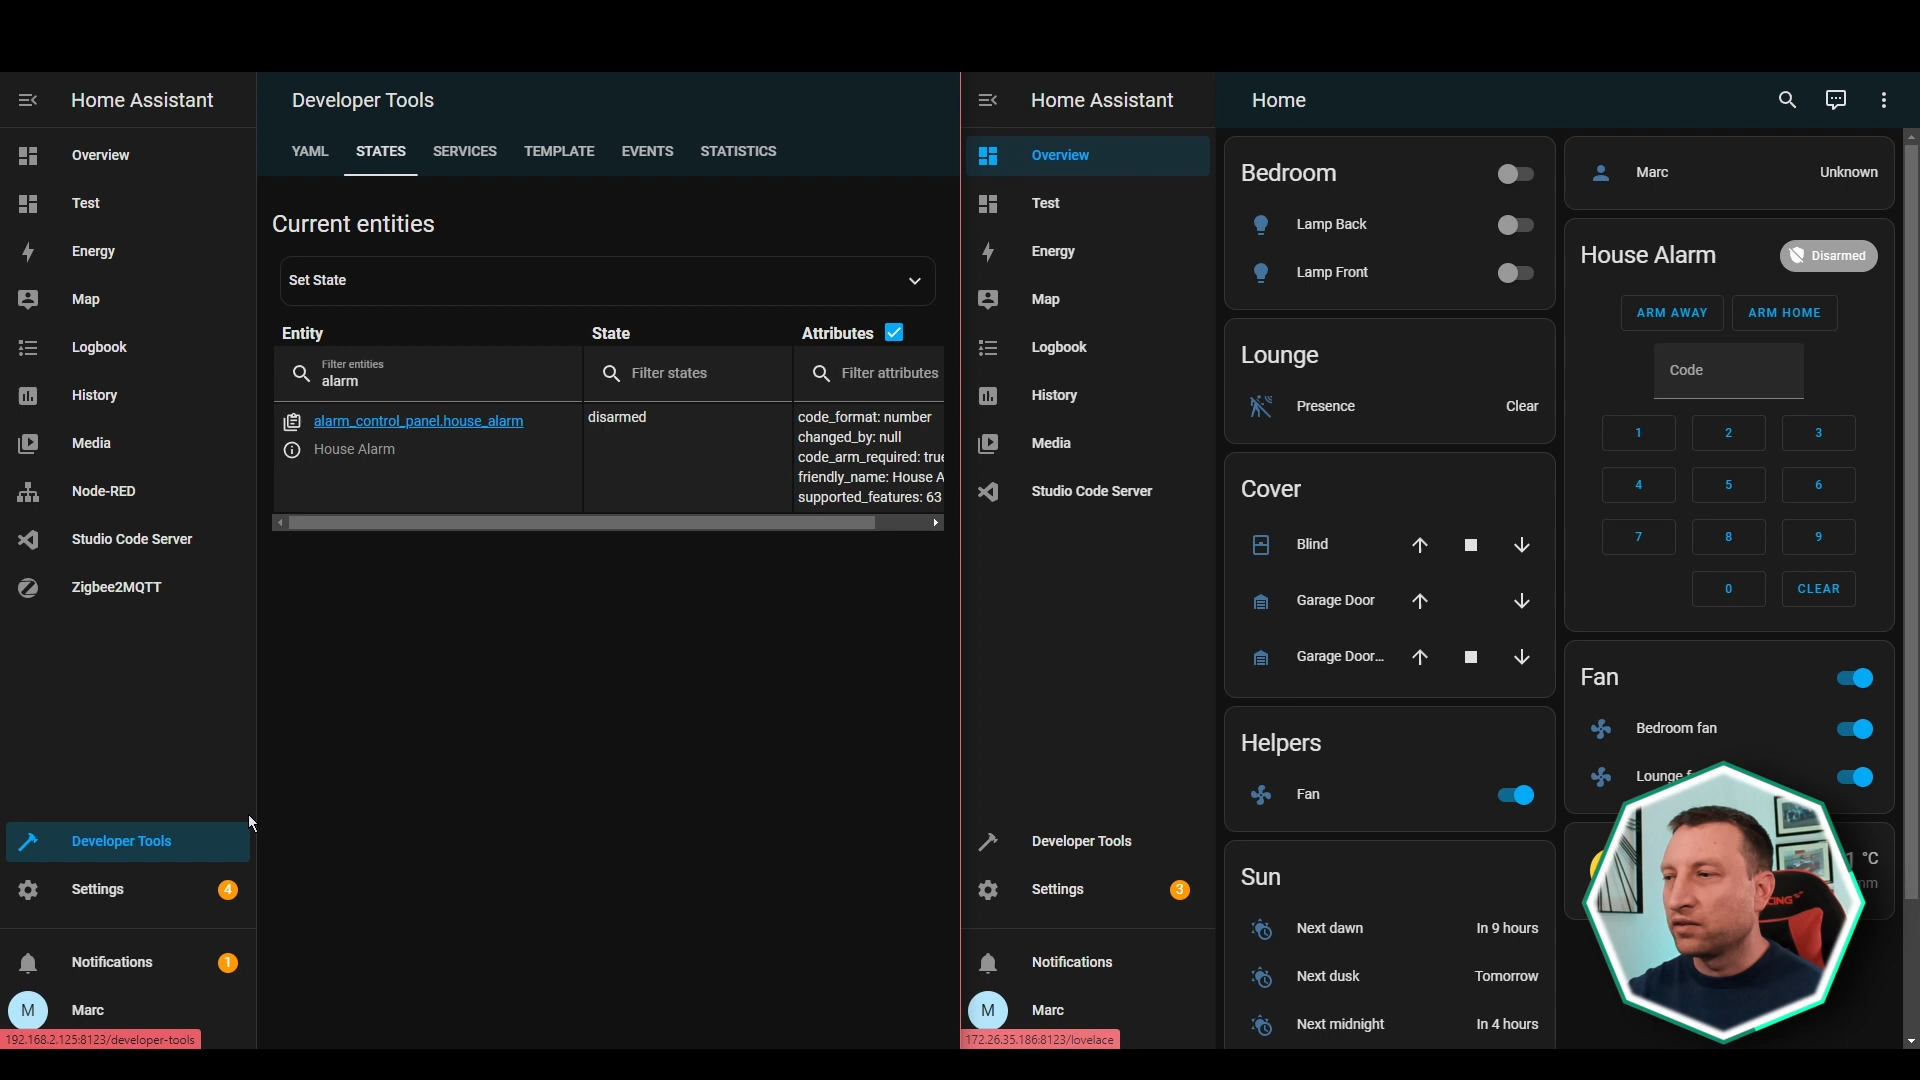 Home Assistant
Overview
Test
Energy
Map
Logbook
History
Media
Node-RED
Studio Code Server
Zigbee2MQTT
Developer Tools
Settings
4
Notifications
1
M
Marc
192.168.2.125:8123/developer-tools
Developer Tools
YAML STATES SERVICES TEMPLATE EVENTS STATISTICS
Current entities
Set State
Entity State Attributes
Filter entities
alarm
Filter states
Filter attributes
alarm_control_panel.house_alarm
House Alarm
disarmed
code_format: number
changed_by: null
code_arm_required: true
friendly_name: House A
supported_features: 63
Home Assistant
Overview
Test
Energy
Map
Logbook
History
Media
Studio Code Server
Developer Tools
Settings
3
Notifications
M
Marc
172.26.35.186:8123/lovelace
Home
Bedroom
Lamp Back
Lamp Front
Lounge
Presence Clear
Cover
Blind
Garage Door
Garage Door...
Helpers
Fan
Sun
Next dawn In 9 hours
Next dusk Tomorrow
Next midnight In 4 hours
Marc Unknown
House Alarm
Disarmed
ARM AWAY ARM HOME
Code
1 2 3
4 5 6
7 8 9
0 CLEAR
Fan
Bedroom fan
Lounge
°C
mm